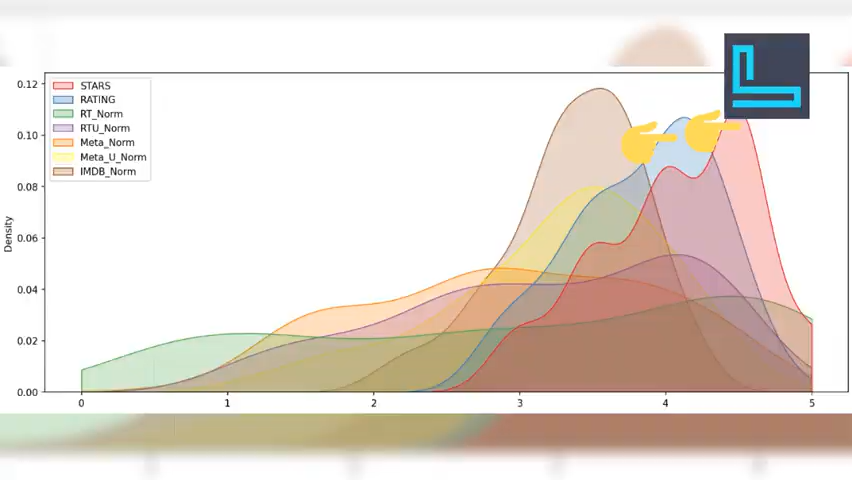 0.12
0.10
0.08
0.06
0.04
0.02
0.00
Density
STARS
RATING
RT_Norm
RTU_Norm
Meta_Norm
Meta_U_Norm
IMDB_Norm
0 1 2 3 4 5